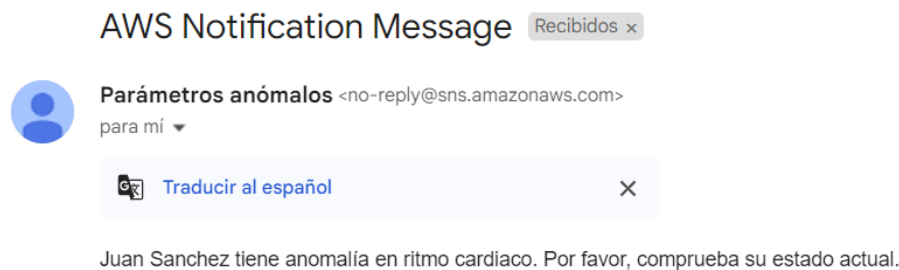 AWS Notification Message Recibidos x
Parámetros anómalos <no-reply@sns.amazonaws.com>
para mí
Traducir al español
Juan Sanchez tiene anomalía en ritmo cardiaco. Por favor, comprueba su estado actual.